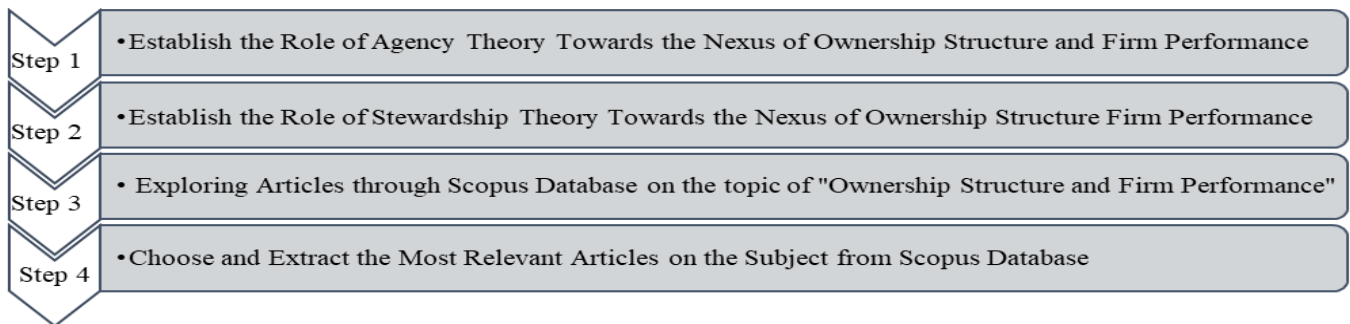 Step 1
•Establish the Role of Agency Theory Towards the Nexus of Ownership Structure and Firm Performance
Step 2
•Establish the Role of Stewardship Theory Towards the Nexus of Ownership Structure Firm Performance
Step 3
• Exploring Articles through Scopus Database on the topic of "Ownership Structure and Firm Performance"
Step 4
•Choose and Extract the Most Relevant Articles on the Subject from Scopus Database